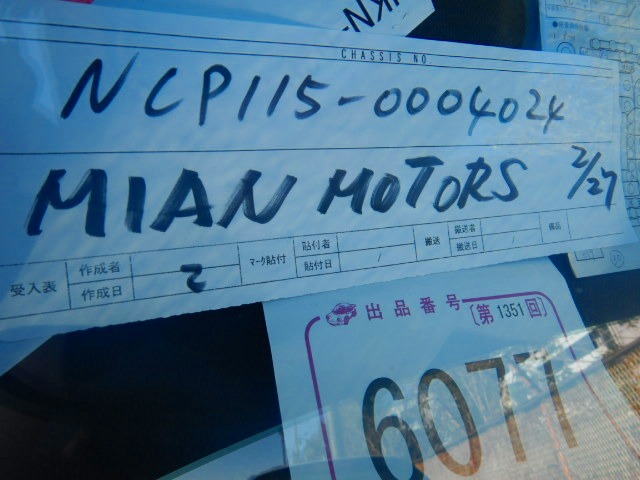 CHASSIS NO
NCP115-0004024
MIAN MOTORS 2/27
受入表 作成者 マーク貼付 貼付者 搬送 搬送者 備品
作成日 貼付日 / 搬送日 /
出品番号 (第1351回)
6077